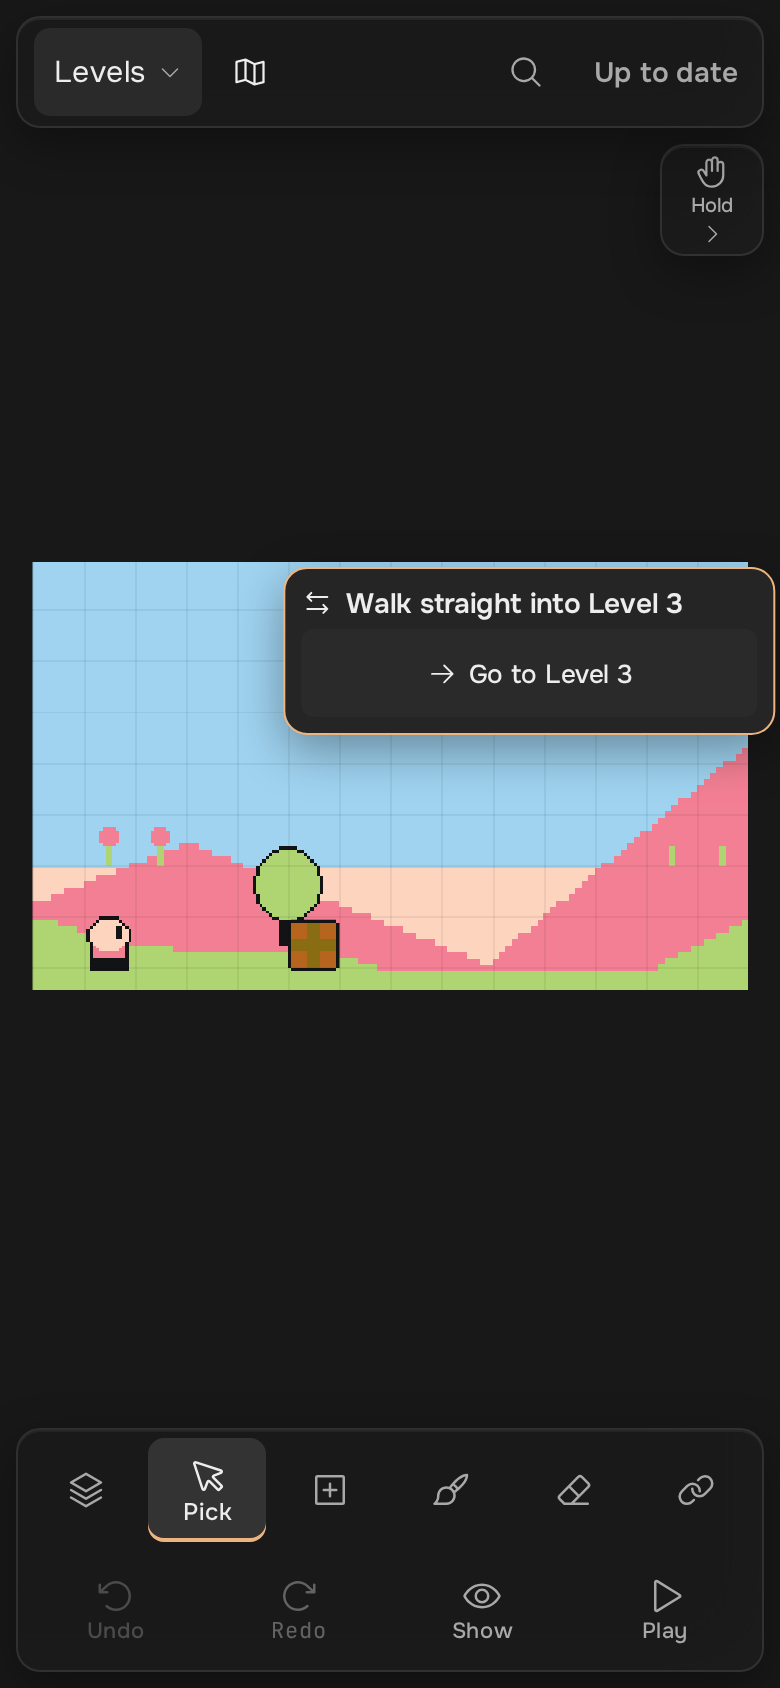 Levels
Up to date
Hold
Walk straight into Level 3
Go to Level 3
Pick
Undo
Redo
Show
Play